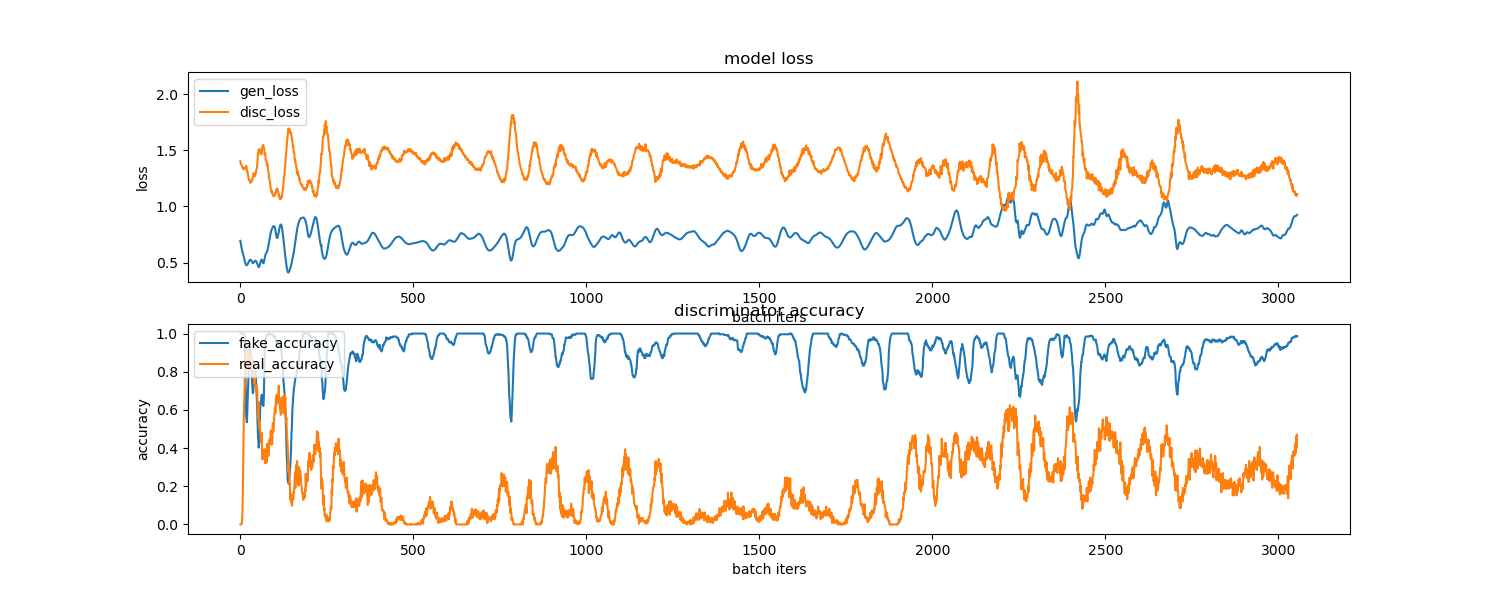 model loss
gen_loss
disc_loss
2.0
1.5
1.0
0.5
loss
0 500 1000 1500 2000 2500 3000
batch iters
discriminator accuracy
fake_accuracy
real_accuracy
1.0
0.8
0.6
0.4
0.2
0.0
accuracy
0 500 1000 1500 2000 2500 3000
batch iters